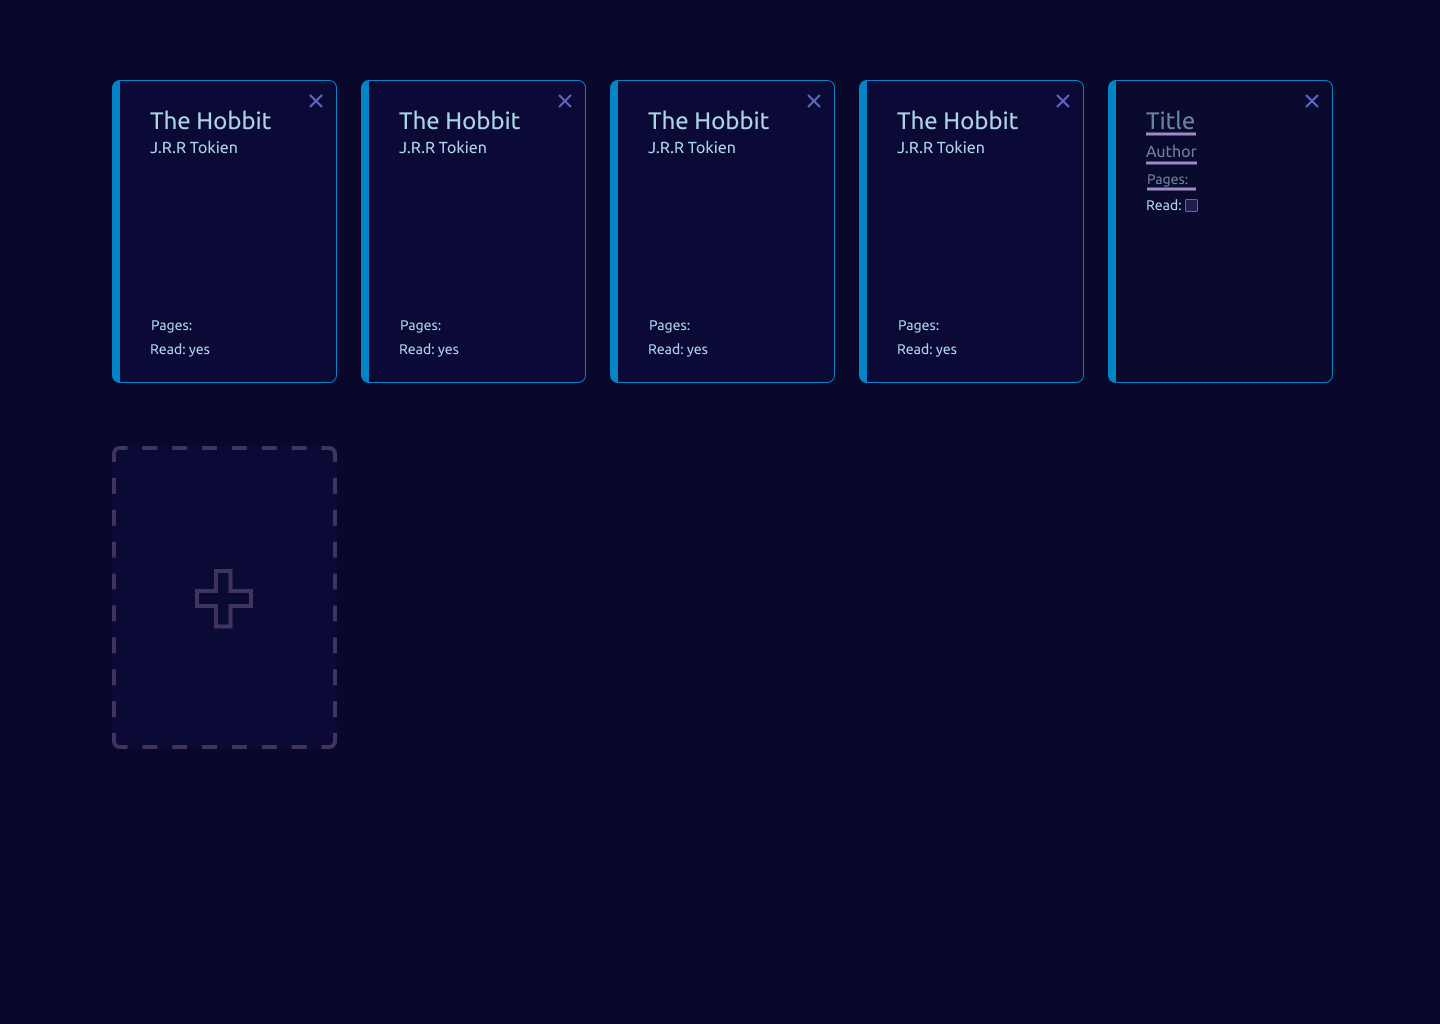 The Hobbit
J.R.R Tokien
Pages:
Read: yes
The Hobbit
J.R.R Tokien
Pages:
Read: yes
The Hobbit
J.R.R Tokien
Pages:
Read: yes
The Hobbit
J.R.R Tokien
Pages:
Read: yes
Title
Author
Pages:
Read: